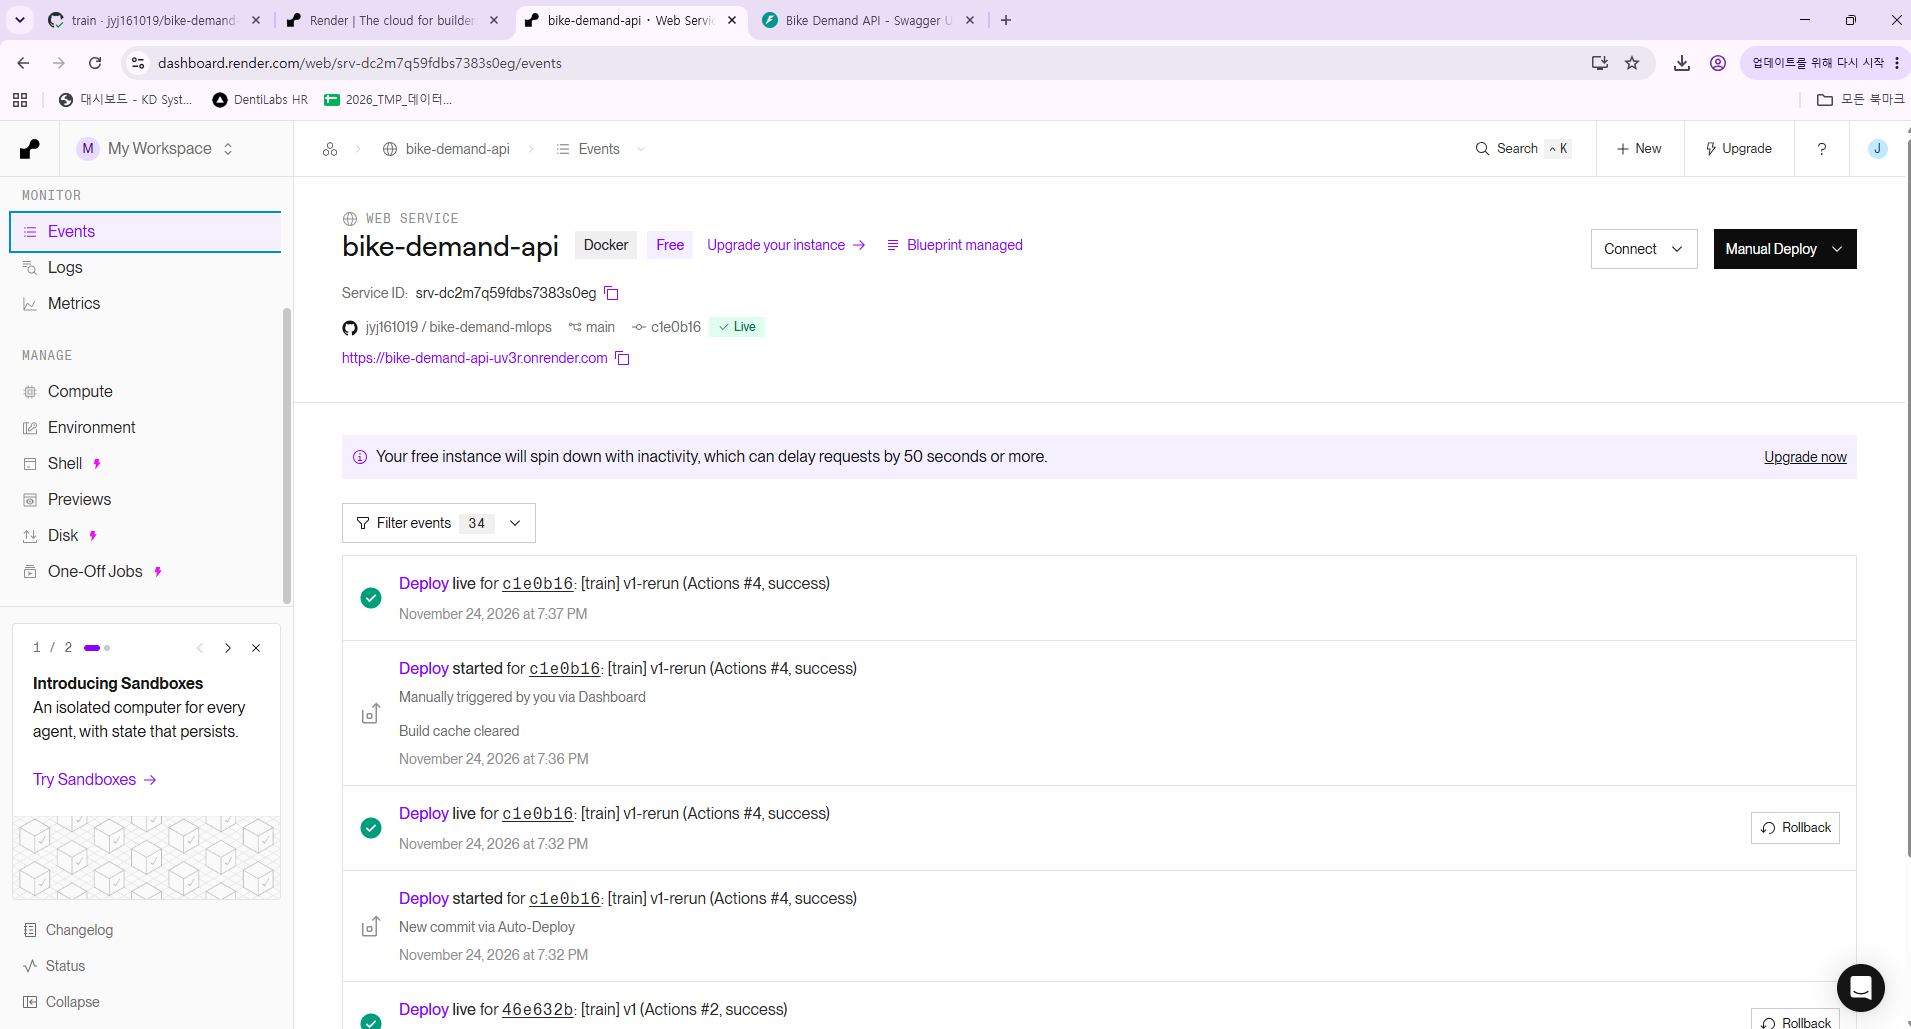 train · jyj161019/bike-demand-
Render | The cloud for builder
bike-demand-api · Web Servic
Bike Demand API - Swagger U
dashboard.render.com/web/srv-dc2m7q59fdbs7383s0eg/events
업데이트를 위해 다시 시작
대시보드 - KD Syst...
DentiLabs HR
2026_TMP_데이터...
모든 북마크
M My Workspace
bike-demand-api
Events
Search ^ K
+ New
Upgrade
?
J
MONITOR
Events
Logs
Metrics
MANAGE
Compute
Environment
Shell
Previews
Disk
One-Off Jobs
1 / 2
Introducing Sandboxes
An isolated computer for every
agent, with state that persists.
Try Sandboxes →
Changelog
Status
Collapse
WEB SERVICE
bike-demand-api Docker Free Upgrade your instance → Blueprint managed
Connect
Manual Deploy
Service ID: srv-dc2m7q59fdbs7383s0eg
jyj161019 / bike-demand-mlops main c1e0b16 Live
https://bike-demand-api-uv3r.onrender.com
Your free instance will spin down with inactivity, which can delay requests by 50 seconds or more.
Upgrade now
Filter events 34
Deploy live for c1e0b16: [train] v1-rerun (Actions #4, success)
November 24, 2026 at 7:37 PM
Deploy started for c1e0b16: [train] v1-rerun (Actions #4, success)
Manually triggered by you via Dashboard
Build cache cleared
November 24, 2026 at 7:36 PM
Deploy live for c1e0b16: [train] v1-rerun (Actions #4, success)
November 24, 2026 at 7:32 PM
Rollback
Deploy started for c1e0b16: [train] v1-rerun (Actions #4, success)
New commit via Auto-Deploy
November 24, 2026 at 7:32 PM
Deploy live for 46e632b: [train] v1 (Actions #2, success)
Rollback